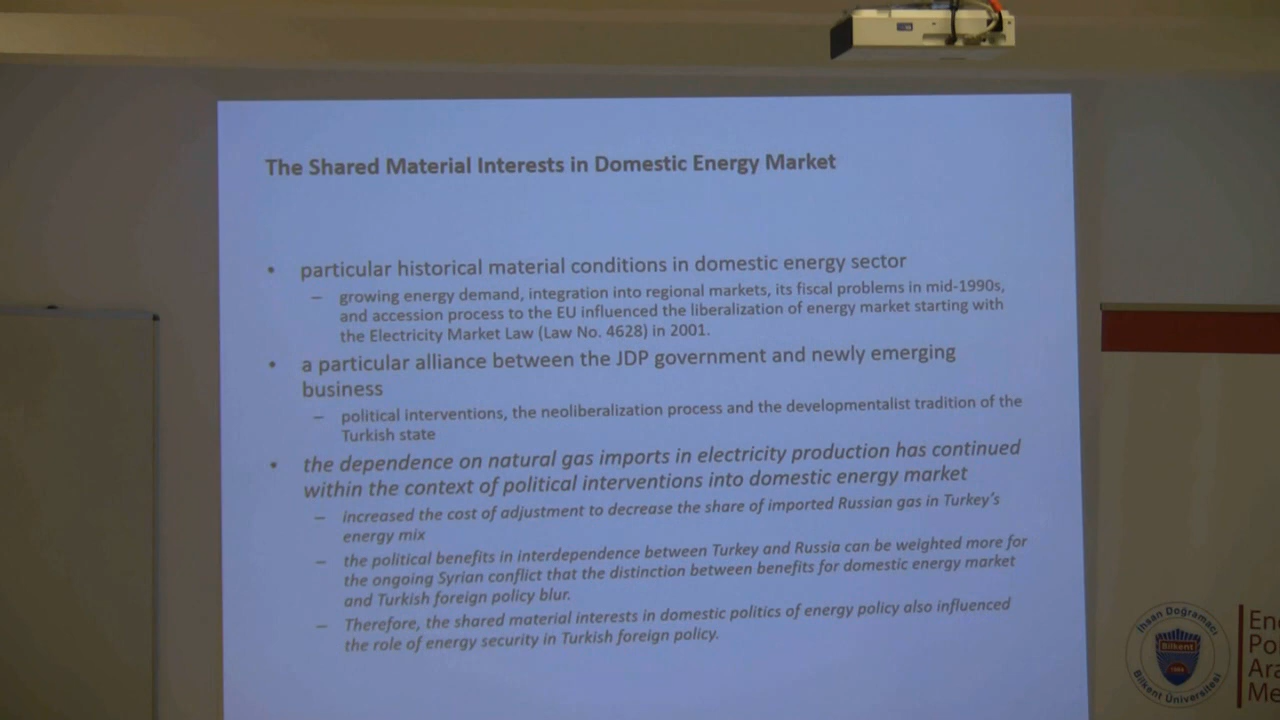 The Shared Material Interests in Domestic Energy Market
• particular historical material conditions in domestic energy sector
– growing energy demand, integration into regional markets, its fiscal problems in mid-1990s,
and accession process to the EU influenced the liberalization of energy market starting with
the Electricity Market Law (Law No. 4628) in 2001.
• a particular alliance between the JDP government and newly emerging
business
– political interventions, the neoliberalization process and the developmentalist tradition of the
Turkish state
• the dependence on natural gas imports in electricity production has continued
within the context of political interventions into domestic energy market
– increased the cost of adjustment to decrease the share of imported Russian gas in Turkey's
energy mix
– the political benefits in interdependence between Turkey and Russia can be weighted more for
the ongoing Syrian conflict that the distinction between benefits for domestic energy market
and Turkish foreign policy blur.
– Therefore, the shared material interests in domestic politics of energy policy also influenced
the role of energy security in Turkish foreign policy.
İhsan Doğramacı
Bilkent
Bilkent Üniversitesi
Ene
Po
Ara
Me